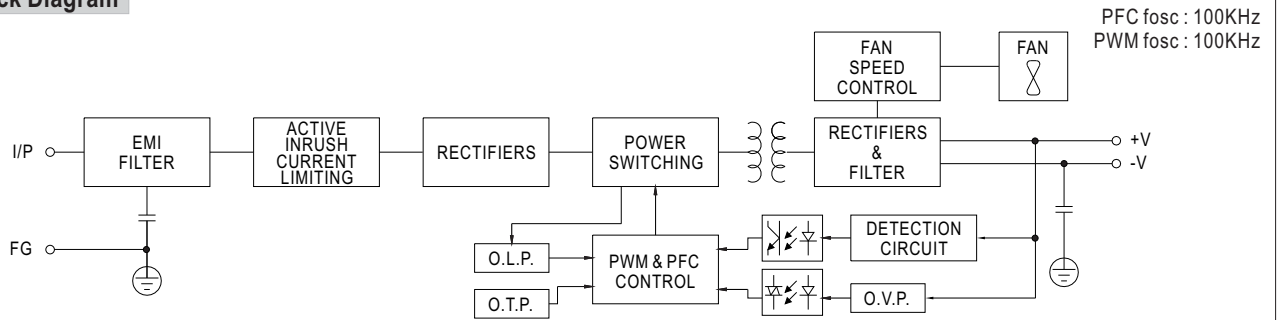 ck Diagram
PFC fosc : 100KHz
PWM fosc : 100KHz
FAN
SPEED
CONTROL
FAN
I/P
EMI
FILTER
ACTIVE
INRUSH
CURRENT
LIMITING
RECTIFIERS
POWER
SWITCHING
RECTIFIERS
&
FILTER
+V
-V
FG
O.L.P.
O.T.P.
PWM & PFC
CONTROL
DETECTION
CIRCUIT
O.V.P.